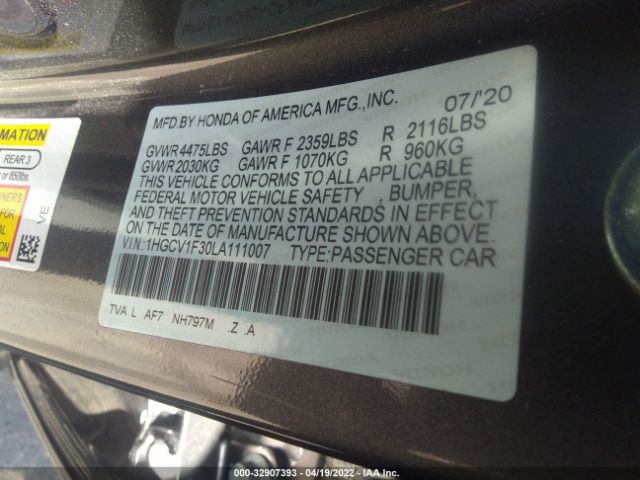 MFD.BY HONDA OF AMERICA MFG.,INC. 07/'20
GVWR 4475LBS GAWR F 2359LBS R 2116LBS
GVWR 2030KG GAWR F 1070KG R 960KG
THIS VEHICLE CONFORMS TO ALL APPLICABLE
FEDERAL MOTOR VEHICLE SAFETY , BUMPER,
AND THEFT PREVENTION STANDARDS IN EFFECT
ON THE DATE OF MANUFACTURE SHOWN ABOVE.
V.I.N.:1HGCV1F30LA111007 TYPE:PASSENGER CAR
TVA L AF7 NH797M .Z .A
REAR 3
or 850lbs.
VE
000-32907393 - 04/19/2022 - IAA Inc.